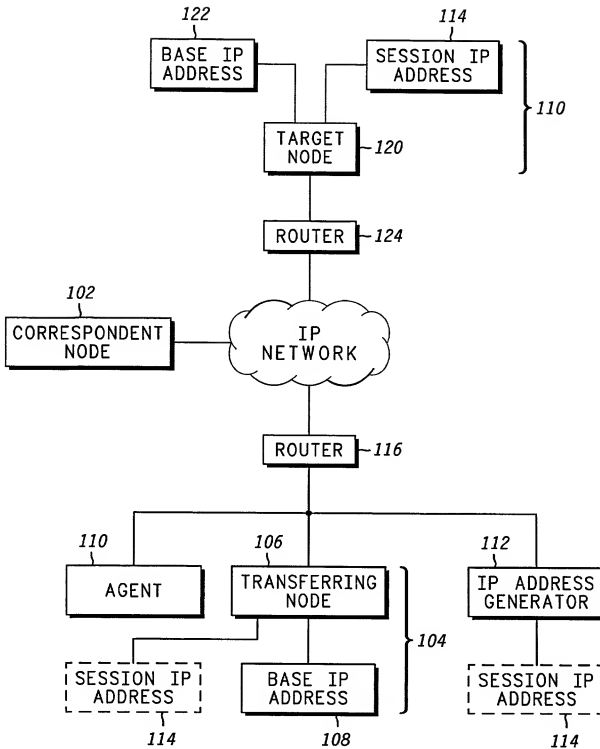 122
114
BASE IP
ADDRESS
SESSION IP
ADDRESS
110
TARGET
NODE
120
ROUTER
124
102
CORRESPONDENT
NODE
IP
NETWORK
ROUTER
116
110
106
112
AGENT
TRANSFERRING
NODE
IP ADDRESS
GENERATOR
104
SESSION IP
ADDRESS
BASE IP
ADDRESS
SESSION IP
ADDRESS
114
108
114